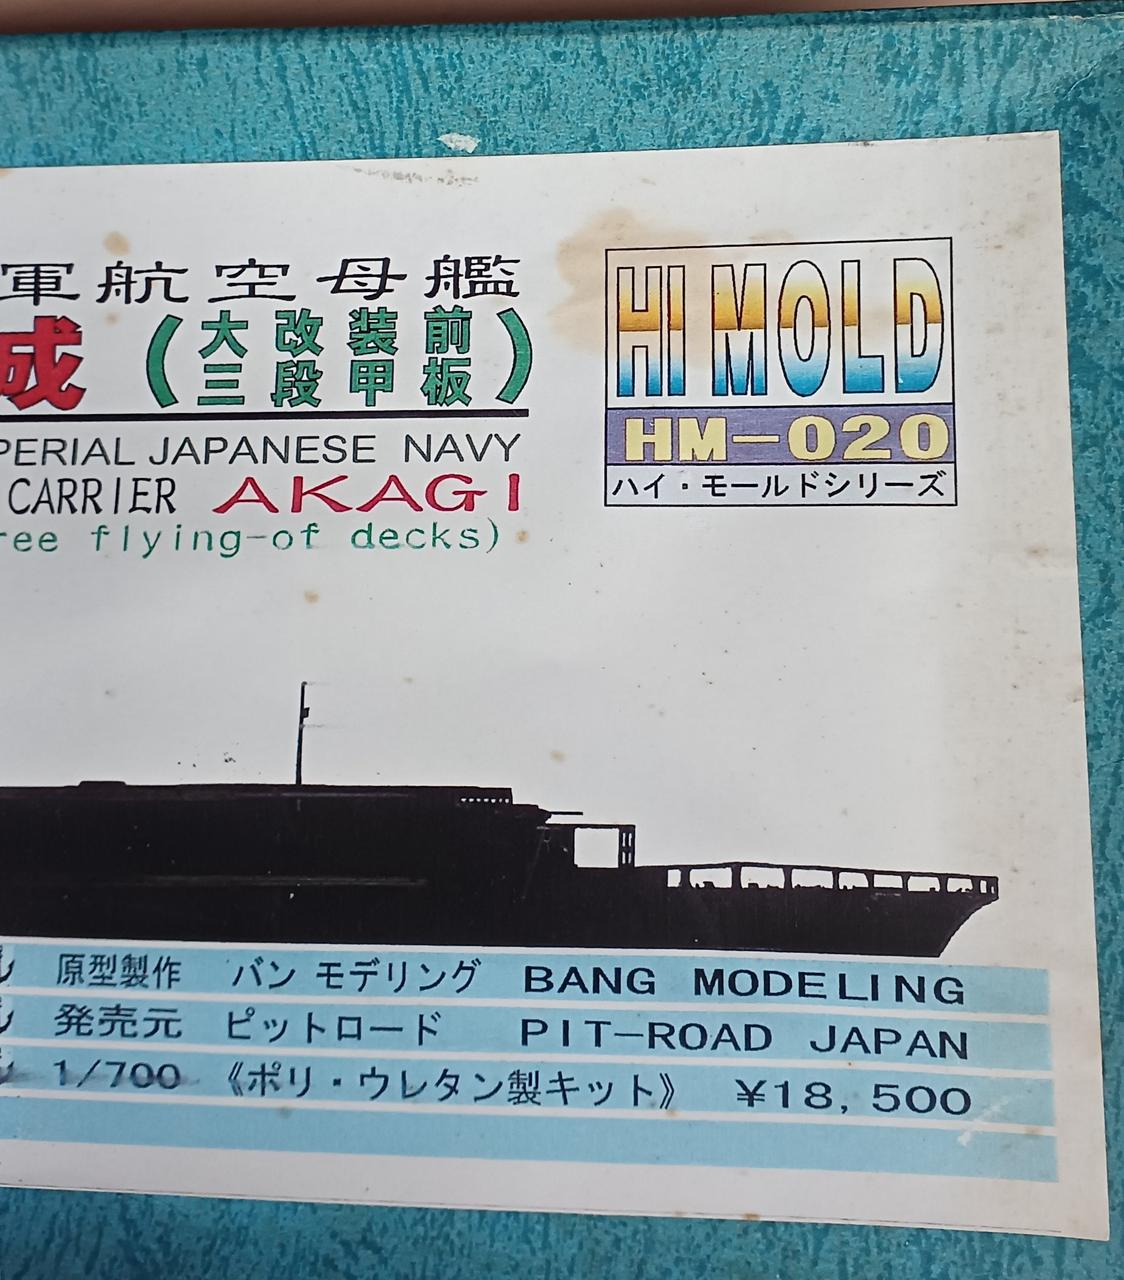 軍航空母艦
城
(大改装前
三段甲板)
PERIAL JAPANESE NAVY
CARRIER AKAGI
ree flying-of decks)
HI MOLD
HM-020
ハイ・モールドシリーズ
原型製作 バン モデリング BANG MODELING
発売元 ピットロード PIT-ROAD JAPAN
1/700 《ポリ・ウレタン製キット》 ¥18,500